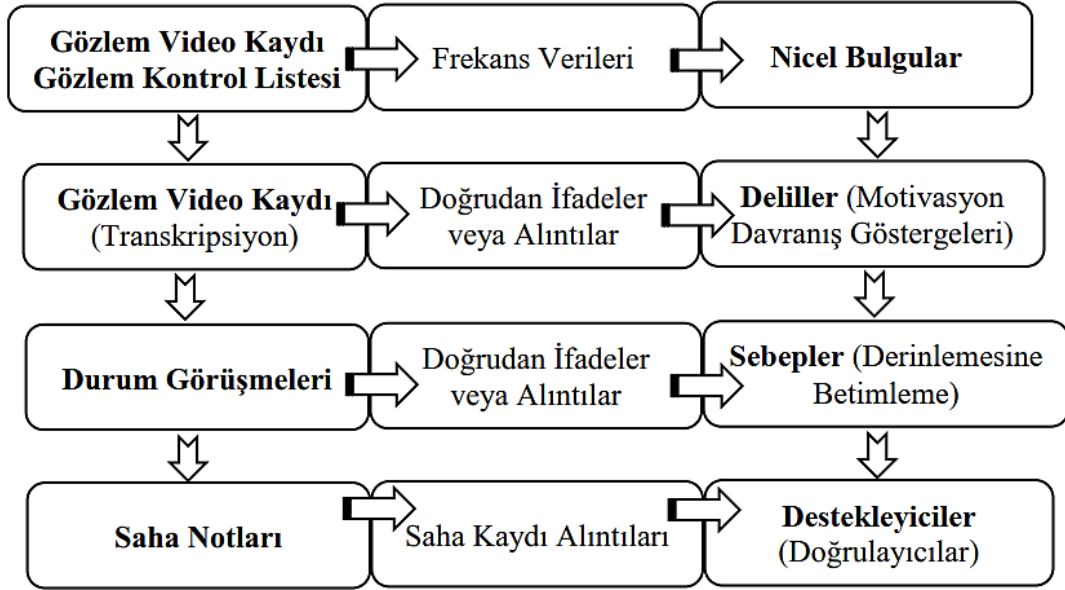 Gözlem Video Kaydı
Gözlem Kontrol Listesi
Frekans Verileri
Nicel Bulgular
Gözlem Video Kaydı
(Transkripsiyon)
Doğrudan İfadeler
veya Alıntılar
Deliller (Motivasyon
Davranış Göstergeleri)
Durum Görüşmeleri
Doğrudan İfadeler
veya Alıntılar
Sebepler (Derinlemesine
Betimleme)
Saha Notları
Saha Kaydı Alıntıları
Destekleyiciler
(Doğrulayıcılar)